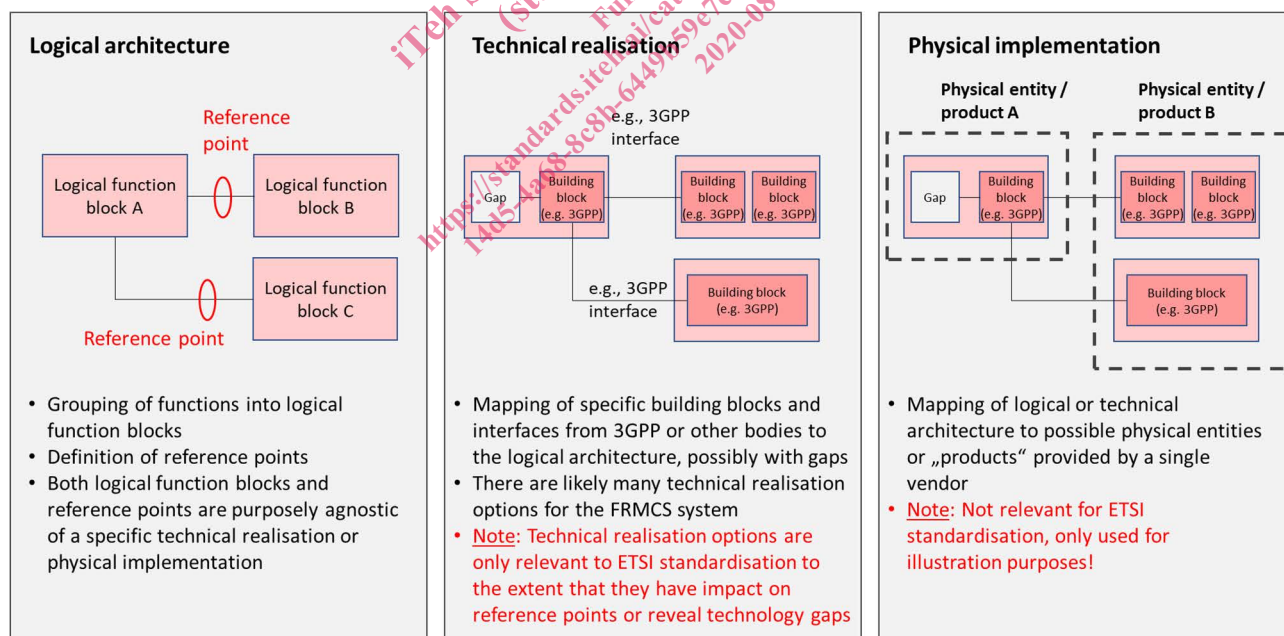 Logical architecture
Reference
point
Logical function
block A
Logical function
block B
Logical function
block C
Reference point
• Grouping of functions into logical
function blocks
• Definition of reference points
• Both logical function blocks and
reference points are purposely agnostic
of a specific technical realisation or
physical implementation
Technical realisation
e.g., 3GPP
interface
Gap
Building
block
(e.g. 3GPP)
Building
block
(e.g. 3GPP)
Building
block
(e.g. 3GPP)
e.g., 3GPP
interface
Building block
(e.g. 3GPP)
• Mapping of specific building blocks and
interfaces from 3GPP or other bodies to
the logical architecture, possibly with gaps
• There are likely many technical realisation
options for the FRMCS system
• Note: Technical realisation options are
only relevant to ETSI standardisation to
the extent that they have impact on
reference points or reveal technology gaps
Physical implementation
Physical entity /
product A
Physical entity /
product B
Gap
Building
block
(e.g. 3GPP)
Building
block
(e.g. 3GPP)
Building
block
(e.g. 3GPP)
Building block
(e.g. 3GPP)
• Mapping of logical or technical
architecture to possible physical entities
or „products“ provided by a single
vendor
• Note: Not relevant for ETSI
standardisation, only used for
illustration purposes!
iTeh
https://standards.iteh.ai/cat
2020-08